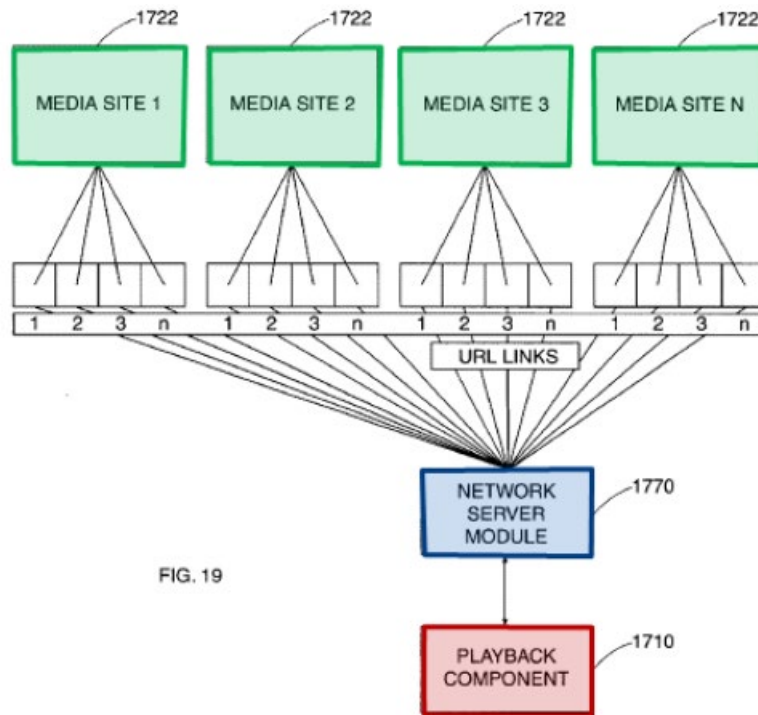 1722 1722 1722 1722
MEDIA SITE 1 MEDIA SITE 2 MEDIA SITE 3 MEDIA SITE N
1 2 3 n 1 2 3 n 1 2 3 n 1 2 3 n
URL LINKS
NETWORK
SERVER
MODULE
1770
FIG. 19
PLAYBACK
COMPONENT
1710